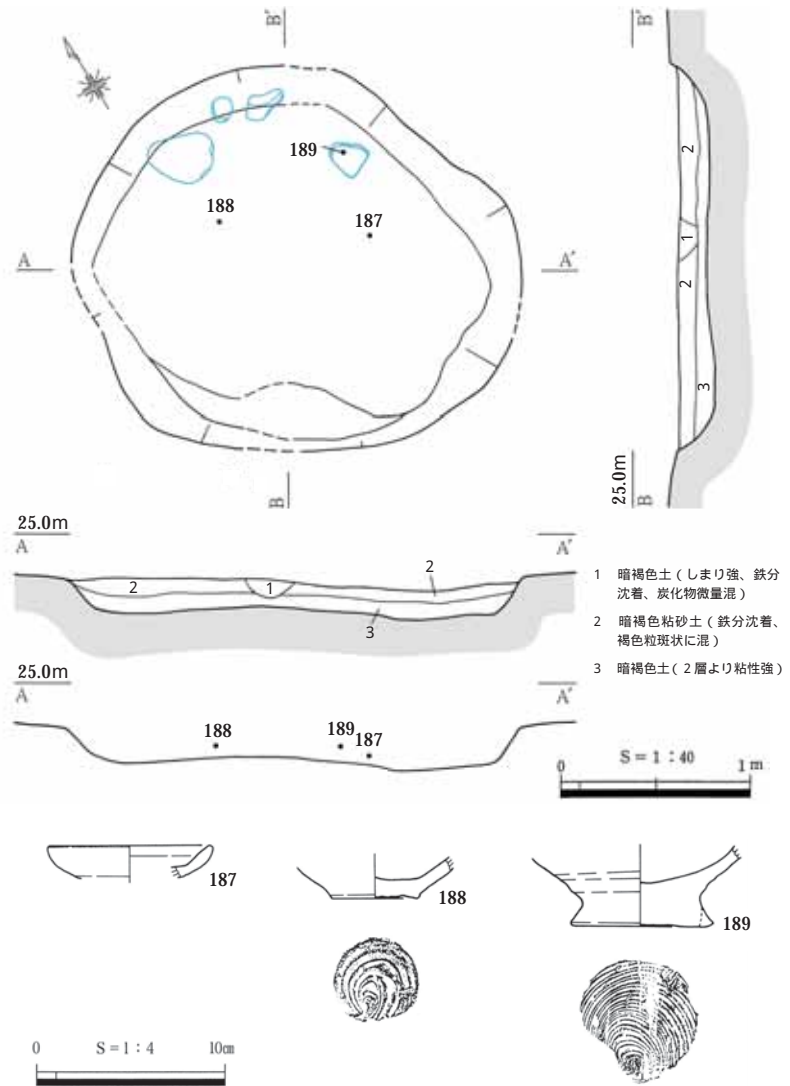 B'
189
188
187
A
A'
B
B'
2
1
2
3
25.0m
B
25.0m
A
A'
2
1
2
3
1 暗褐色土(しまり強、鉄分
沈着、炭化物微量混)
2 暗褐色粘砂土(鉄分沈着、
褐色粒斑状に混)
3 暗褐色土(2層より粘性強)
25.0m
A
A'
188
189
187
0 S=1:40 1m
187
188
189
0 S=1:4 10cm